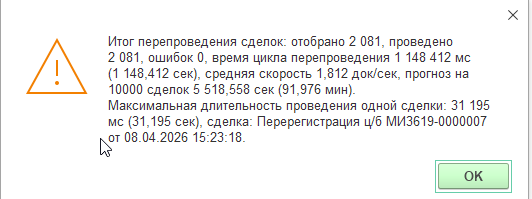 Итог перепроведения сделок: отобрано 2 081, проведено
2 081, ошибок 0, время цикла перепроведения 1 148 412 мс
(1 148,412 сек), средняя скорость 1,812 док/сек, прогноз на
10000 сделок 5 518,558 сек (91,976 мин).
Максимальная длительность проведения одной сделки: 31 195
мс (31,195 сек), сделка: Перерегистрация ц/б МИ3619-0000007
от 08.04.2026 15:23:18.
OK